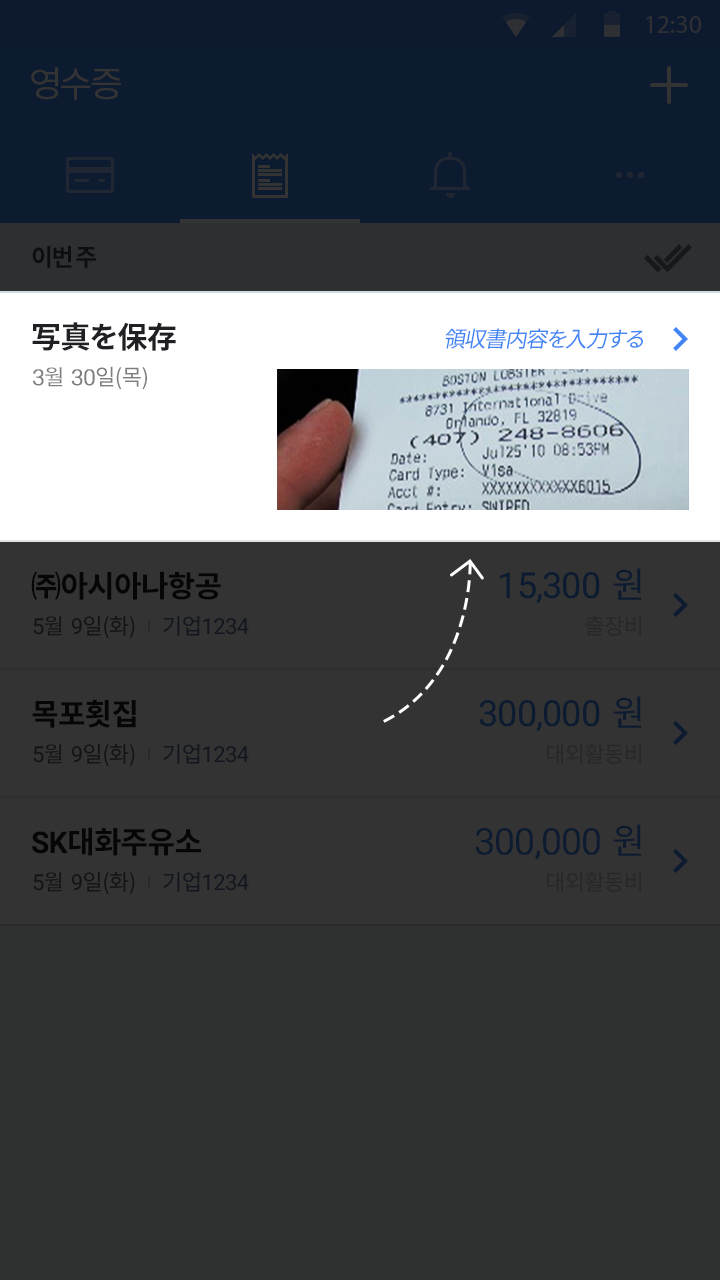 12:30
영수증
이번 주
写真を保存
領収書内容を入力する
3월 30일(목)
BOSTON LOBSTER
********************************
8731 International Drive
Orlando, FL 32819
(407) 248-8606
Date: Jul25'10 08:53PM
Card Type: Visa
Acct #: XXXXXXXXXXXX6015
Card Entry: SWIPED
㈜아시아나항공
15,300 원
5월 9일(화) | 기업1234
출장비
목포횟집
300,000 원
5월 9일(화) | 기업1234
대외활동비
SK대화주유소
300,000 원
5월 9일(화) | 기업1234
대외활동비